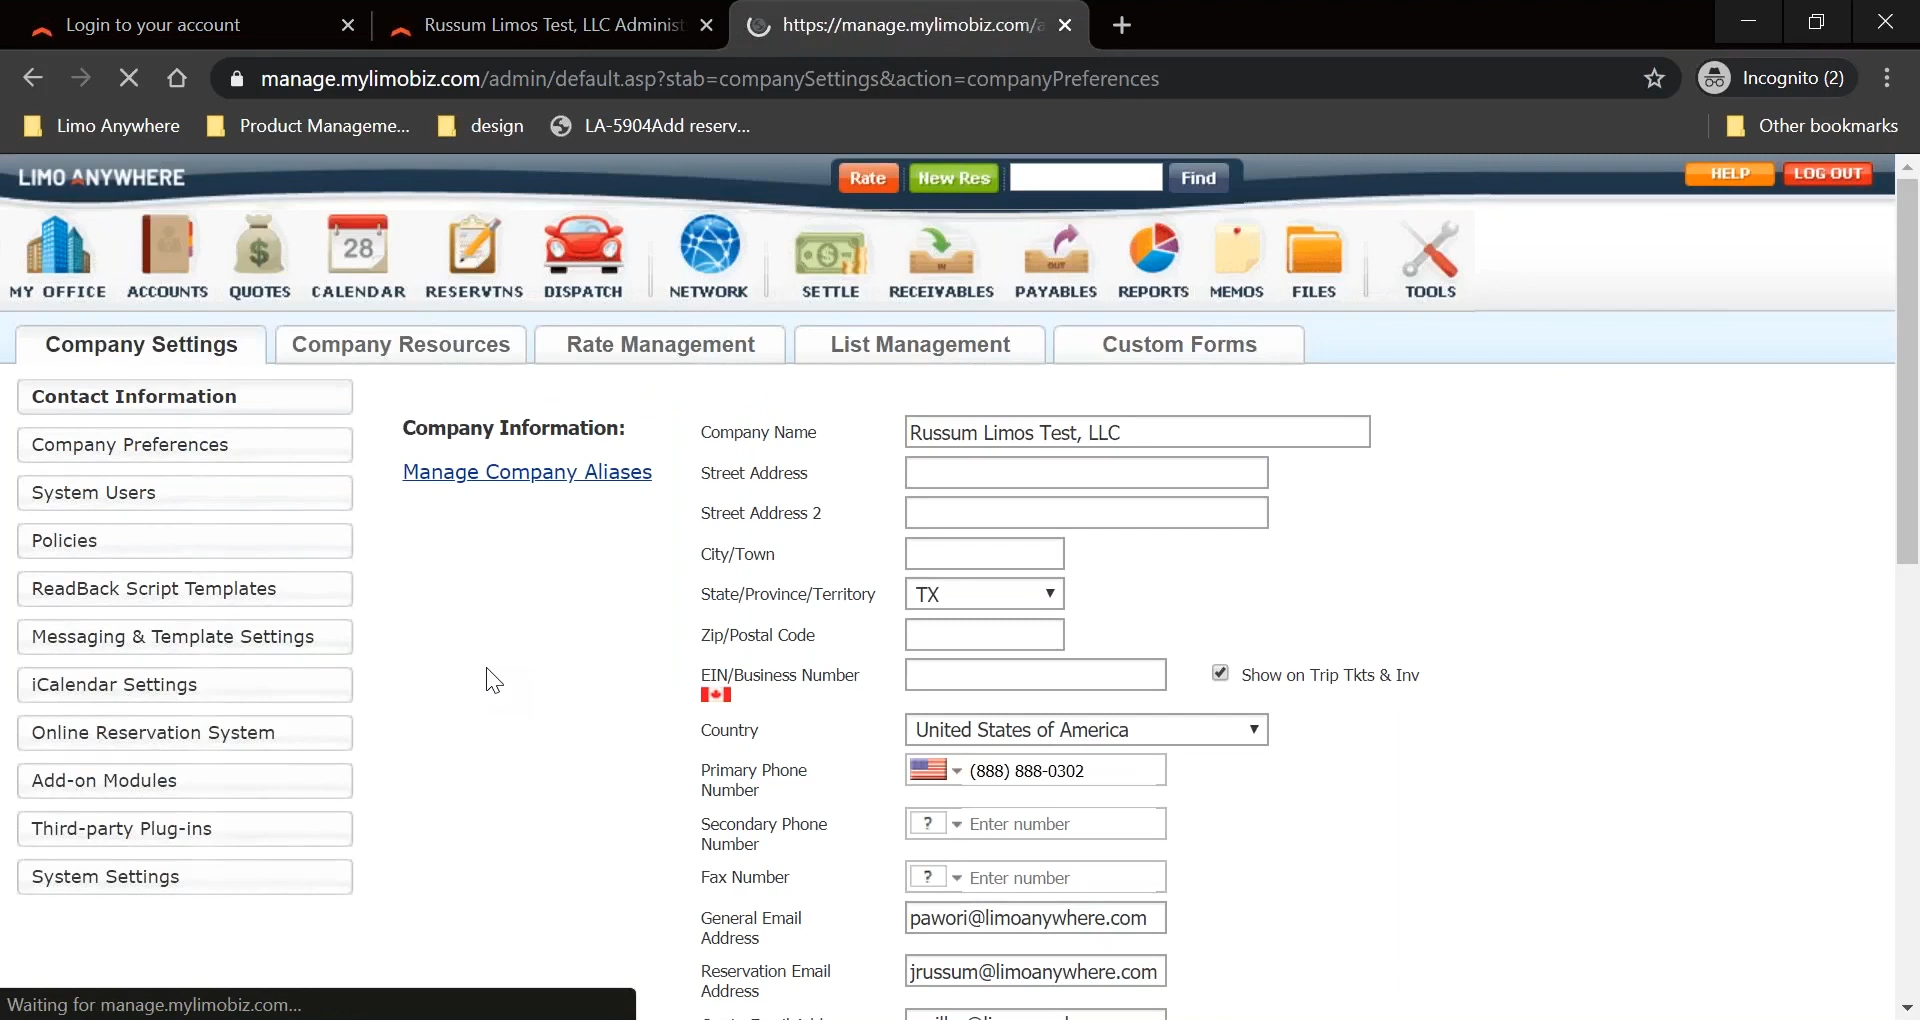 Login to your account
Russum Limos Test, LLC Adminis
https://manage.mylimobiz.com/a
manage.mylimobiz.com/admin/default.asp?stab=companySettings&action=companyPreferences
Incognito (2)
Limo Anywhere
Product Manageme...
design
LA-5904Add reserv...
Other bookmarks
LIMO ANYWHERE
Rate
New Res
Find
HELP
LOG OUT
28
IN
OUT
MY OFFICE
ACCOUNTS
QUOTES
CALENDAR
RESERVTNS
DISPATCH
NETWORK
SETTLE
RECEIVABLES
PAYABLES
REPORTS
MEMOS
FILES
TOOLS
Company Settings
Company Resources
Rate Management
List Management
Custom Forms
Contact Information
Company Preferences
System Users
Policies
ReadBack Script Templates
Messaging & Template Settings
iCalendar Settings
Online Reservation System
Add-on Modules
Third-party Plug-ins
System Settings
Company Information:
Manage Company Aliases
Company Name
Russum Limos Test, LLC
Street Address
Street Address 2
City/Town
State/Province/Territory
TX
Zip/Postal Code
EIN/Business Number
Show on Trip Tkts & Inv
Country
United States of America
Primary Phone
Number
(888) 888-0302
Secondary Phone
Number
? Enter number
Fax Number
? Enter number
General Email
Address
pawori@limoanywhere.com
Reservation Email
Address
jrussum@limoanywhere.com
Waiting for manage.mylimobiz.com...